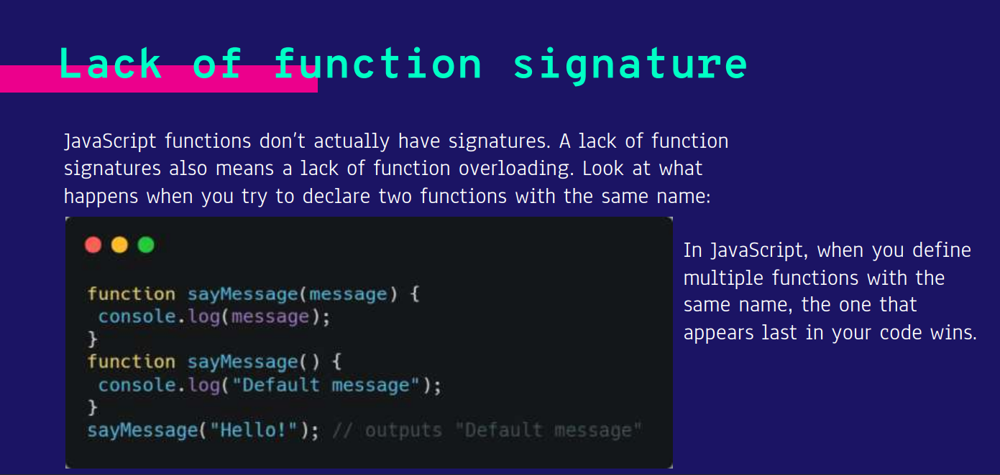 Lack of function signature
JavaScript functions don't actually have signatures. A lack of function
signatures also means a lack of function overloading. Look at what
happens when you try to declare two functions with the same name:
function sayMessage(message) {
 console.log(message);
}
function sayMessage() {
 console.log("Default message");
}
sayMessage("Hello!"); // outputs "Default message"
In JavaScript, when you define
multiple functions with the
same name, the one that
appears last in your code wins.